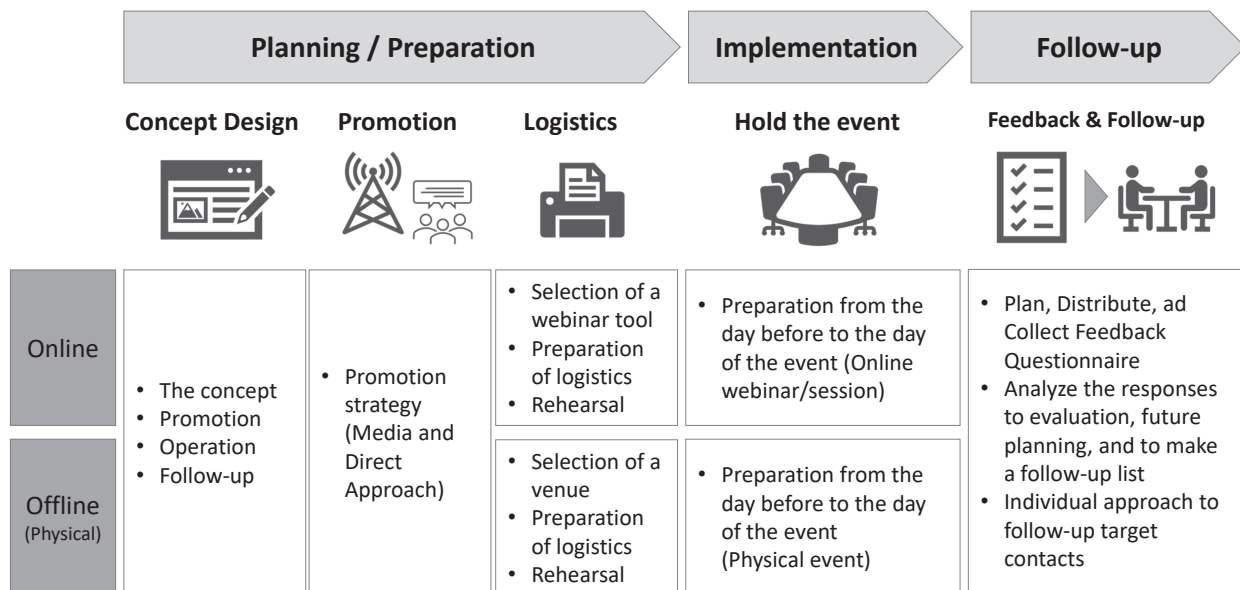 Planning / Preparation
Implementation
Follow-up
Concept Design
Promotion
Logistics
Hold the event
Feedback & Follow-up
Online
Offline
(Physical)
• The concept
• Promotion
• Operation
• Follow-up
• Promotion
strategy
(Media and
Direct
Approach)
• Selection of a
webinar tool
• Preparation
of logistics
• Rehearsal
• Selection of a
venue
• Preparation
of logistics
• Rehearsal
• Preparation from the
day before to the day
of the event (Online
webinar/session)
• Preparation from the
day before to the day
of the event
(Physical event)
• Plan, Distribute, ad
Collect Feedback
Questionnaire
• Analyze the responses
to evaluation, future
planning, and to make
a follow-up list
• Individual approach to
follow-up target
contacts